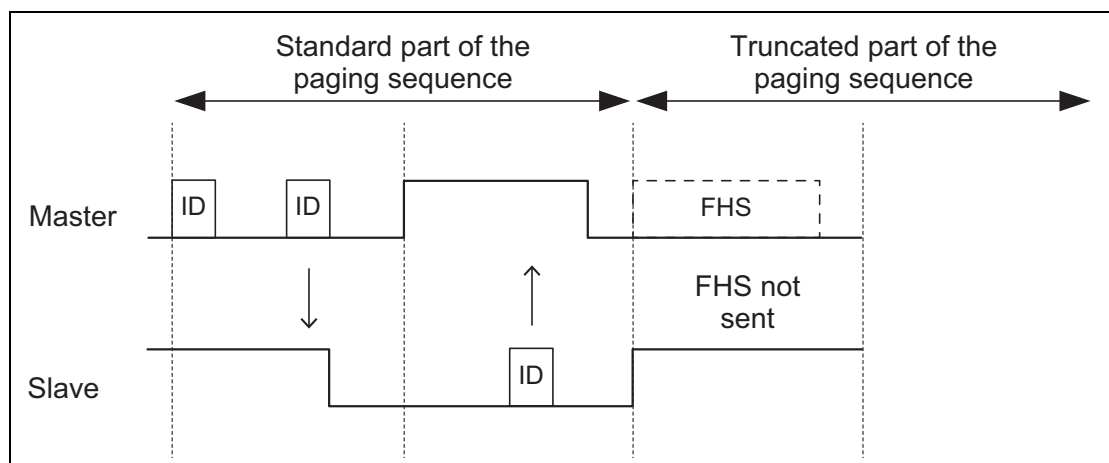 Standard part of the
paging sequence
Truncated part of the
paging sequence
Master
ID
ID
FHS
FHS not
sent
Slave
ID